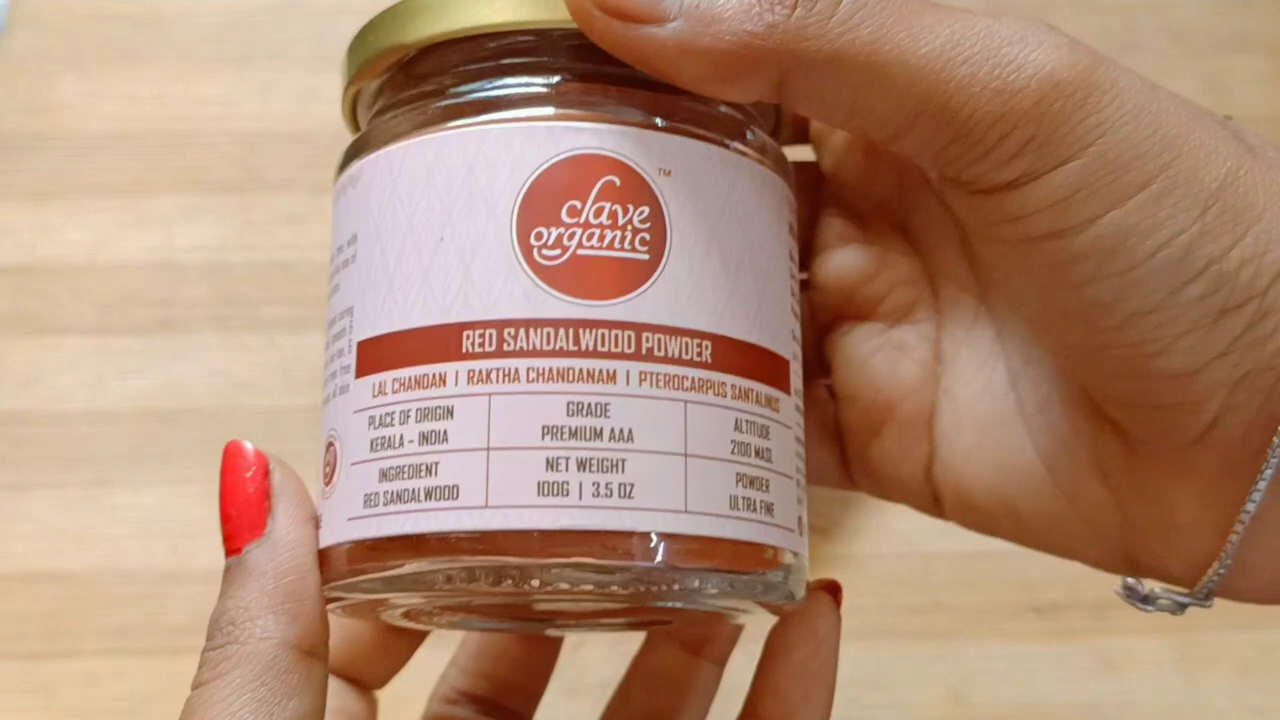 clave
organic
TM
RED SANDALWOOD POWDER
LAL CHANDAN | RAKTHA CHANDANAM | PTEROCARPUS SANTALINUS
PLACE OF ORIGIN
KERALA – INDIA
GRADE
PREMIUM AAA
ALTITUDE
2100 MASL
INGREDIENT
RED SANDALWOOD
NET WEIGHT
100G | 3.5 OZ
POWDER
ULTRA FINE